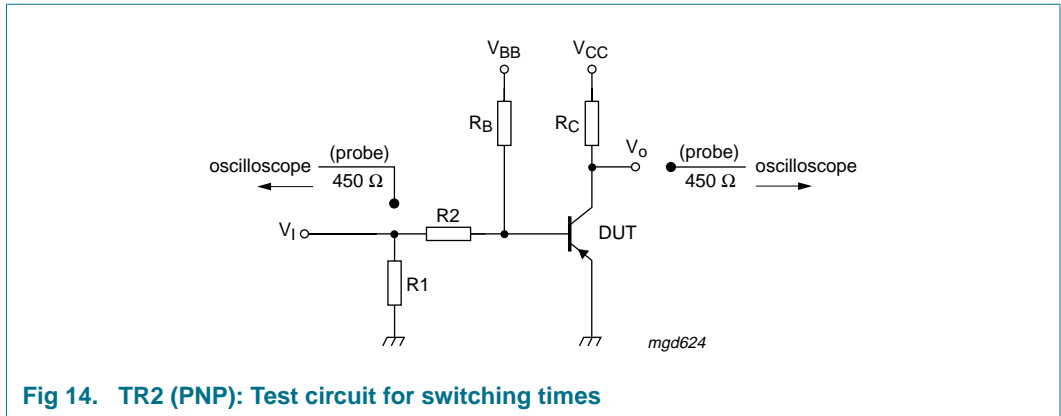 V_BB V_CC
R_B R_C
V_o
(probe) (probe)
oscilloscope 450 Ω 450 Ω oscilloscope
R2
V_I DUT
R1
mgd624
Fig 14. TR2 (PNP): Test circuit for switching times